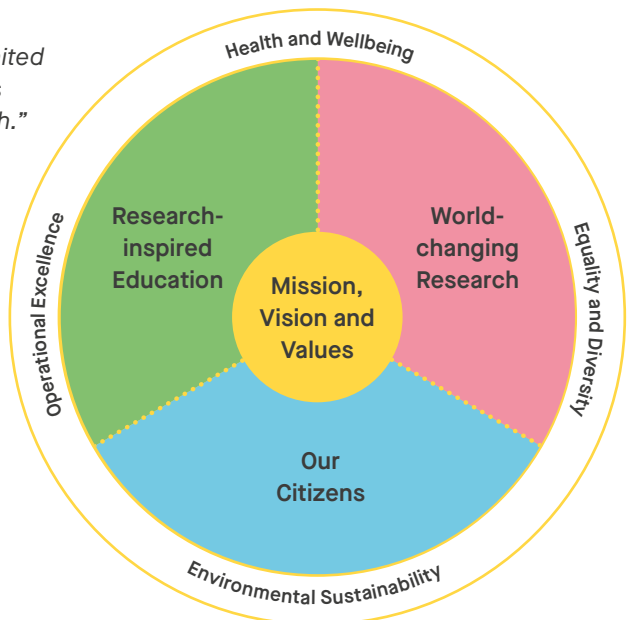 Health and Wellbeing
Research-
inspired
Education
World-
changing
Research
Operational Excellence
Mission,
Vision and
Values
Equality and Diversity
Our
Citizens
Environmental Sustainability